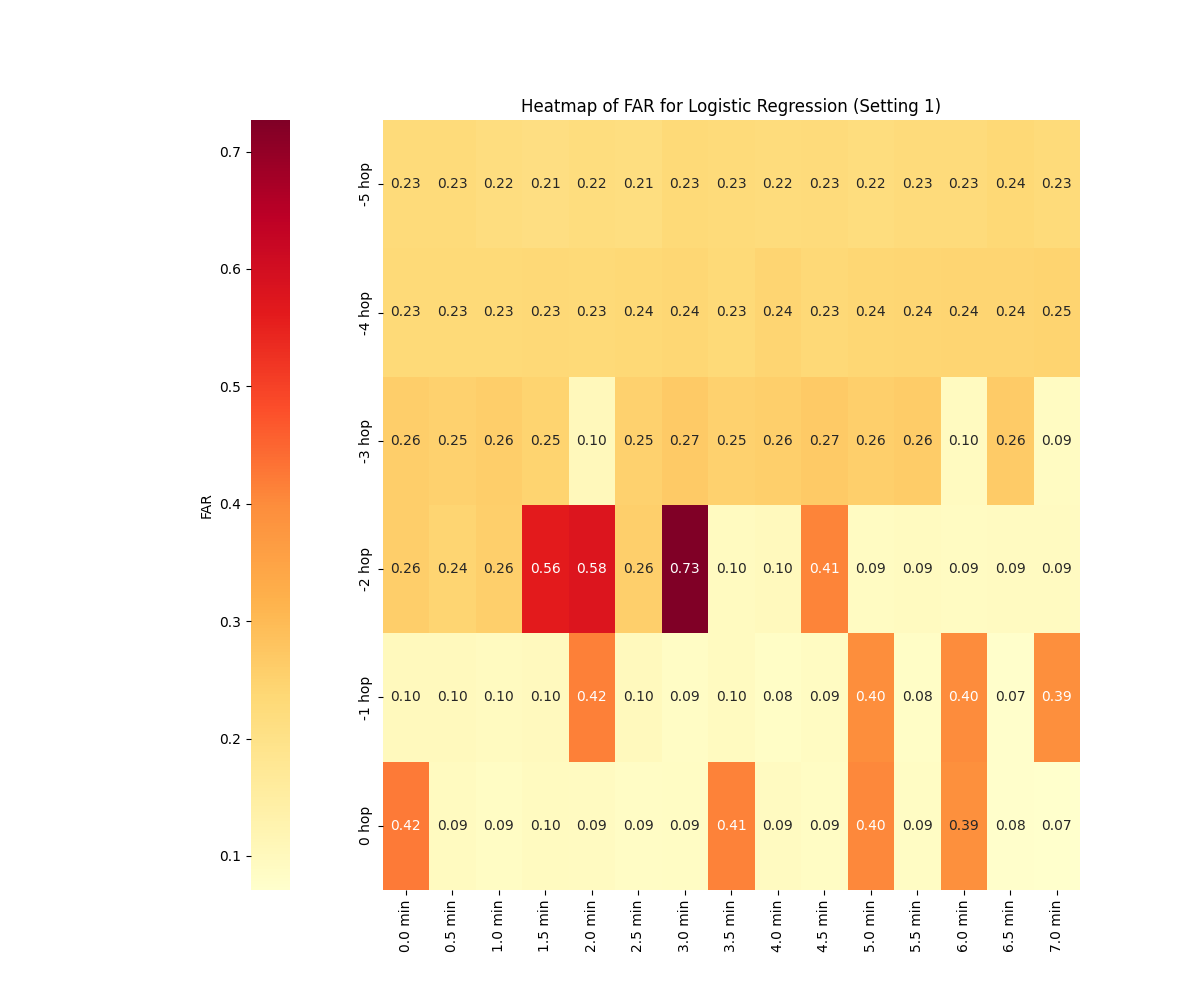 Heatmap of FAR for Logistic Regression (Setting 1)
0.7
0.6
0.5
0.4
0.3
0.2
0.1
FAR
-5 hop
0.23 0.23 0.22 0.21 0.22 0.21 0.23 0.23 0.22 0.23 0.22 0.23 0.23 0.24 0.23
-4 hop
0.23 0.23 0.23 0.23 0.23 0.24 0.24 0.23 0.24 0.23 0.24 0.24 0.24 0.24 0.25
-3 hop
0.26 0.25 0.26 0.25 0.10 0.25 0.27 0.25 0.26 0.27 0.26 0.26 0.10 0.26 0.09
-2 hop
0.26 0.24 0.26 0.56 0.58 0.26 0.73 0.10 0.10 0.41 0.09 0.09 0.09 0.09 0.09
-1 hop
0.10 0.10 0.10 0.10 0.42 0.10 0.09 0.10 0.08 0.09 0.40 0.08 0.40 0.07 0.39
0 hop
0.42 0.09 0.09 0.10 0.09 0.09 0.09 0.41 0.09 0.09 0.40 0.09 0.39 0.08 0.07
0.0 min
0.5 min
1.0 min
1.5 min
2.0 min
2.5 min
3.0 min
3.5 min
4.0 min
4.5 min
5.0 min
5.5 min
6.0 min
6.5 min
7.0 min